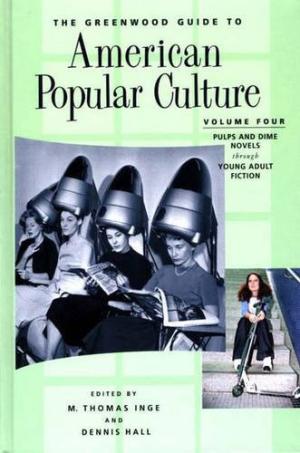 THE GREENWOOD GUIDE TO
American
Popular Culture
VOLUME FOUR
PULPS AND DIME
NOVELS
through
YOUNG ADULT
FICTION
EDITED BY
M. THOMAS INGE
AND
DENNIS HALL